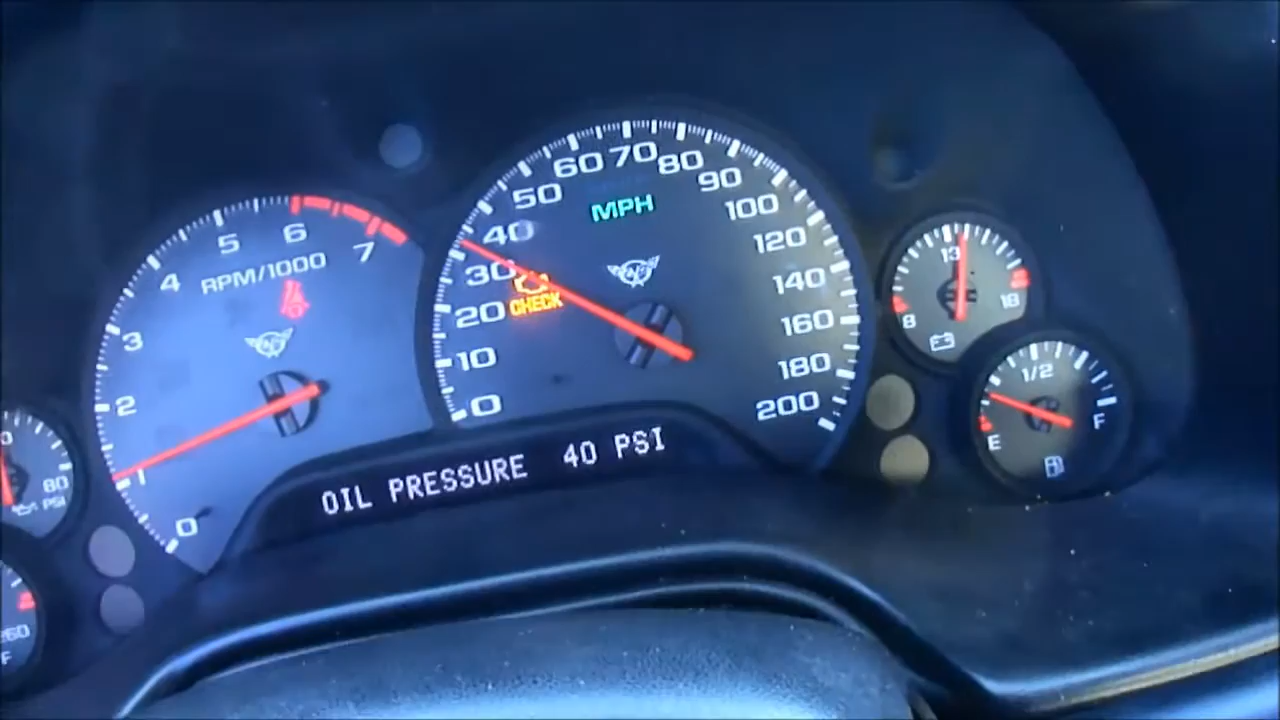 60 70
50 80
90
40 MPH 100
5 6 7
4 RPM/1000
30 120
CHECK
13
140
8 18
3
20 160
2
10 180
1/2
0 200
E F
OIL PRESSURE 40 PSI
1
80
PSI
0
260
F